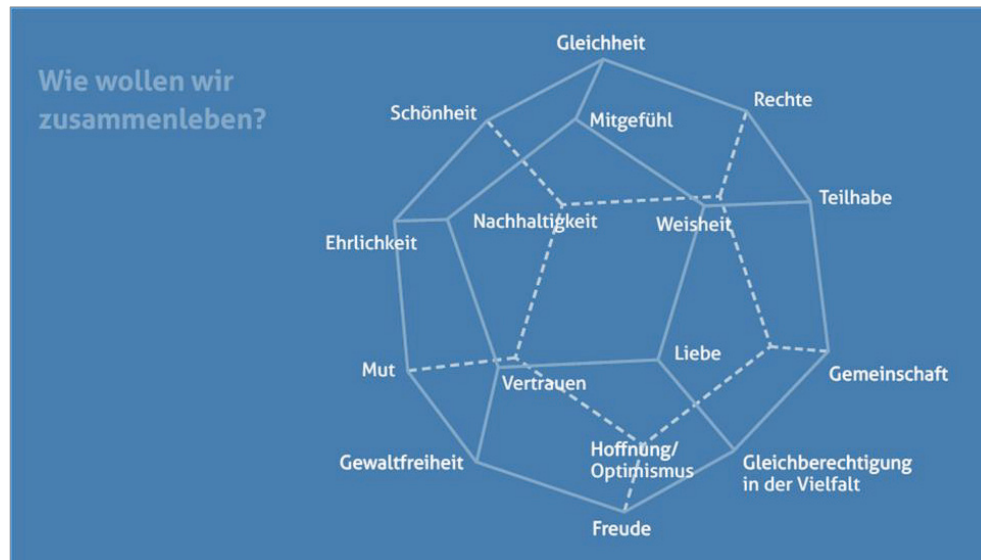 Wie wollen wir
zusammenleben?
Gleichheit
Schönheit
Rechte
Mitgefühl
Teilhabe
Nachhaltigkeit
Weisheit
Ehrlichkeit
Liebe
Mut
Vertrauen
Gemeinschaft
Gewaltfreiheit
Hoffnung/
Optimismus
Gleichberechtigung
in der Vielfalt
Freude